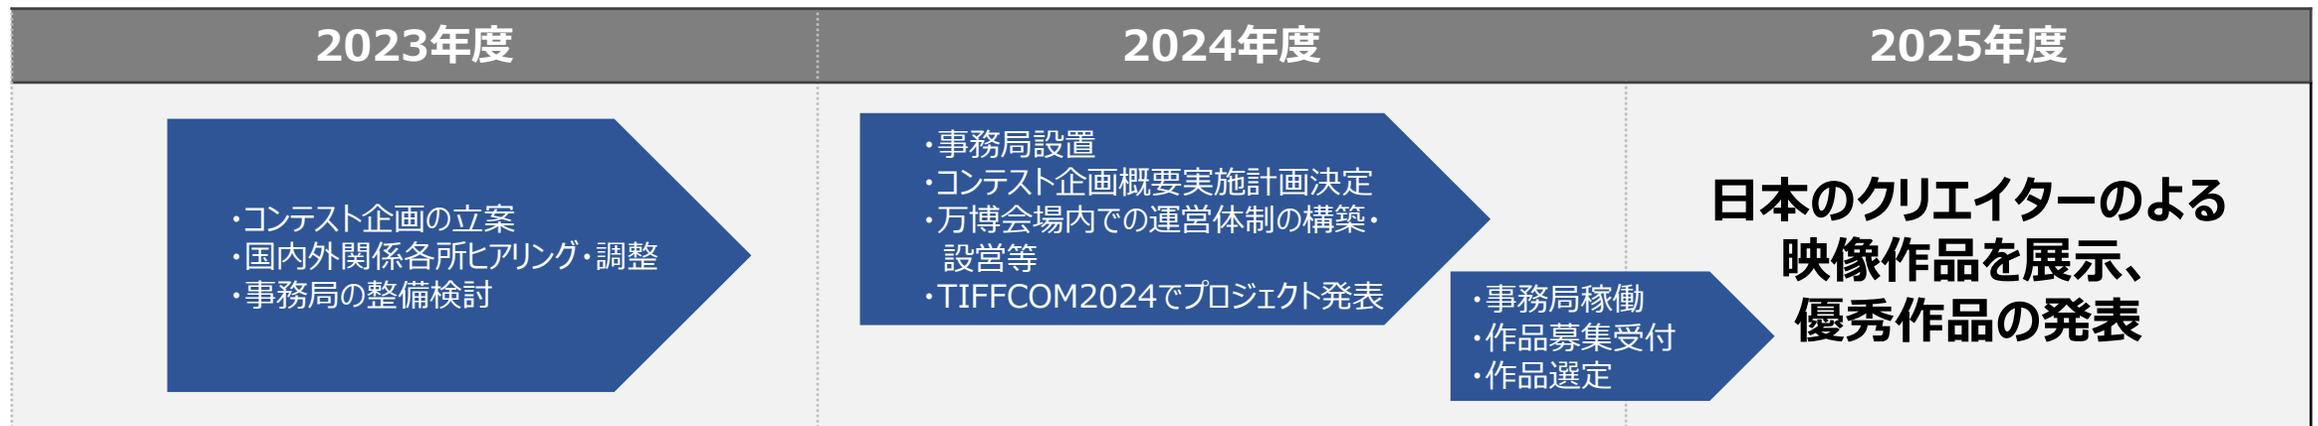 2023年度
2024年度
2025年度
・コンテスト企画の立案
・国内外関係各所ヒアリング・調整
・事務局の整備検討
・事務局設置
・コンテスト企画概要実施計画決定
・万博会場内での運営体制の構築・
設営等
・TIFFCOM2024でプロジェクト発表
・事務局稼働
・作品募集受付
・作品選定
日本のクリエイターのよる
映像作品を展示、
優秀作品の発表